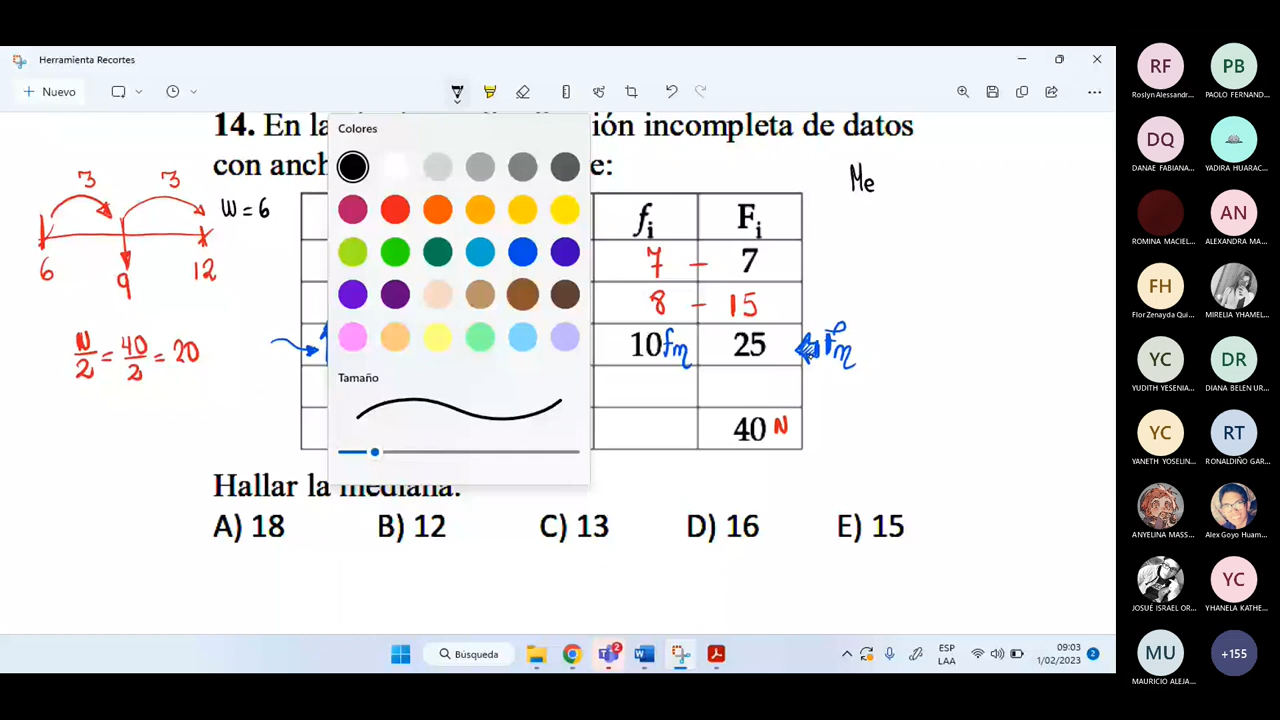 Herramienta Recortes
Nuevo
14. En la
ión incompleta de datos
con anch
e:
Colores
Tamaño
Me
3 3
W = 6
6 9 12
N/2 = 40/2 = 20
fi Fi
7 – 7
8 – 15
10 fm 25 Fm
40 N
Hallar la mediana:
A) 18 B) 12 C) 13 D) 16 E) 15
Búsqueda
2
ESP
LAA
09:03
1/02/2023
2
RF
Roslyn Alessandr...
PB
PAOLO FERNAND...
DQ
DANAE FABIANA...
YADIRA HUARAC...
ROMINA MACIEL...
AN
ALEXANDRA MA...
FH
Flor Zenayda Qui...
MIRELIA YHAMEL...
YC
YUDITH YESENIA...
DR
DIANA BELEN UR...
YC
YANETH YOSELIN...
RT
RONALDIÑO GAR...
ANYELINA MASS...
Alex Goyo Huam...
JOSUÉ ISRAEL OR...
YC
YHANELA KATHE...
MU
MAURICIO ALEJA...
+155